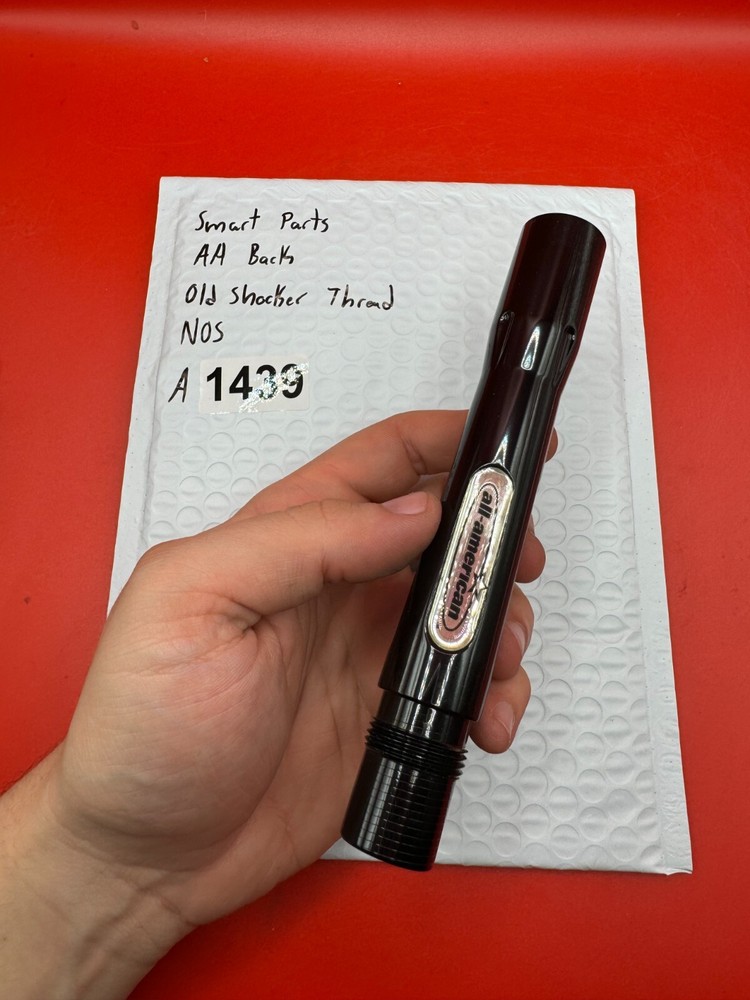 Smart Parts
AA Back
Old Shocker Thread
NOS
A 1439
all-american